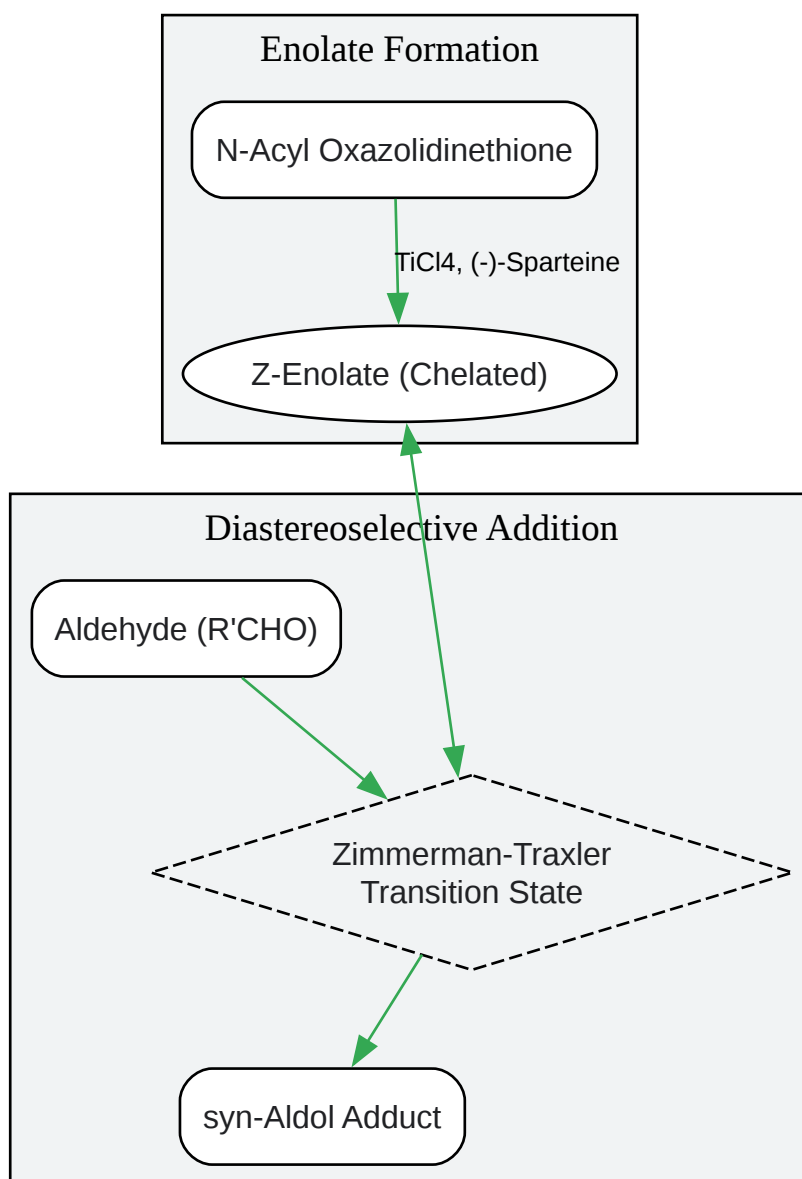 Enolate Formation
N-Acyl Oxazolidinethione
TiCl4, (-)-Sparteine
Z-Enolate (Chelated)
Diastereoselective Addition
Aldehyde (R'CHO)
Zimmerman-Traxler
Transition State
syn-Aldol Adduct